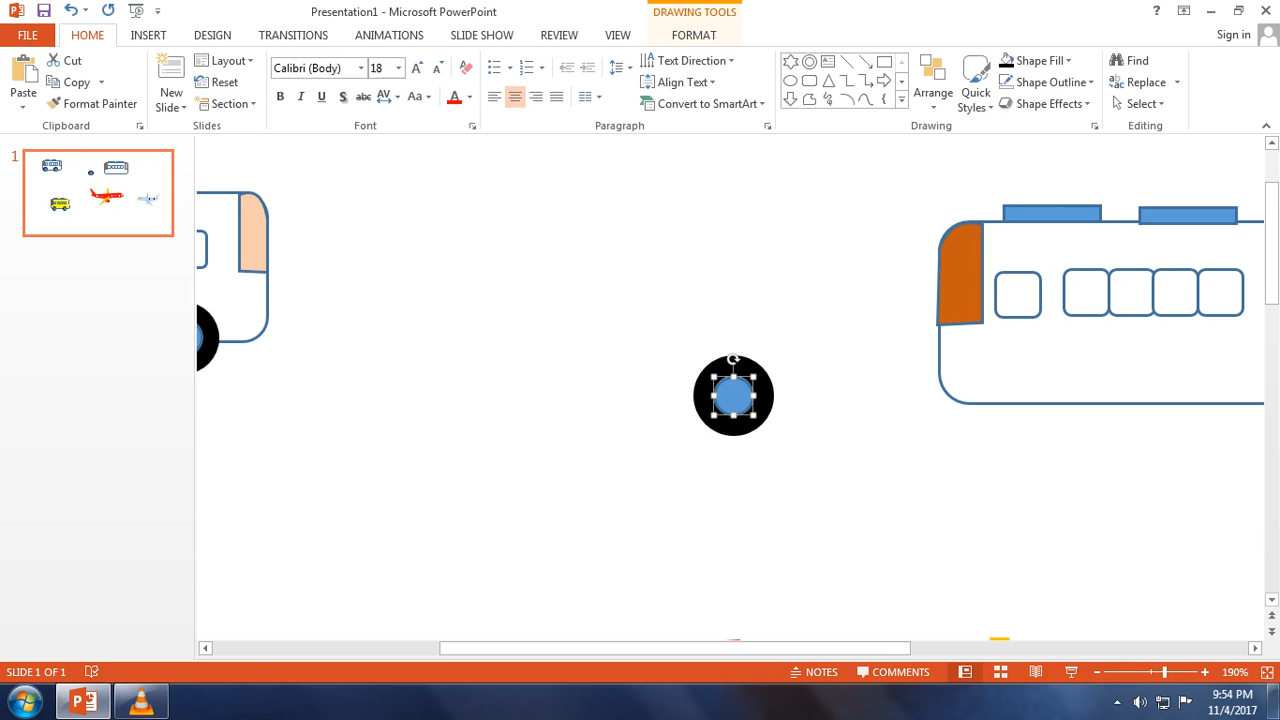 Presentation1 - Microsoft PowerPoint
DRAWING TOOLS
?
FILE HOME INSERT DESIGN TRANSITIONS ANIMATIONS SLIDE SHOW REVIEW VIEW FORMAT Sign in
Paste
Cut
Copy
Format Painter
Clipboard
New
Slide
Layout
Reset
Section
Slides
Calibri (Body) 18
B I U S abc AV Aa A
Font
Text Direction
Align Text
Convert to SmartArt
Paragraph
Arrange
Quick
Styles
Shape Fill
Shape Outline
Shape Effects
Drawing
Find
Replace
Select
Editing
1
SLIDE 1 OF 1 NOTES COMMENTS 190%
9:54 PM
11/4/2017